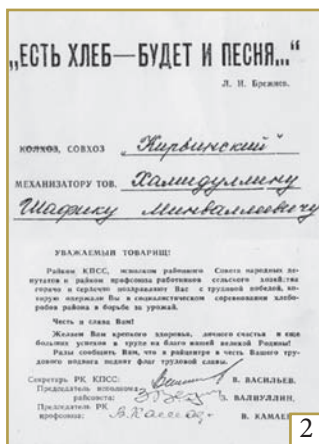 „ЕСТЬ ХЛЕБ—БУДЕТ И ПЕСНЯ...“
Л. И. Брежнев.
КОЛХОЗ, СОВХОЗ „Кирбинский“
МЕХАНИЗАТОРУ ТОВ. Хамидуллину
Шафику Минваллеевичу
УВАЖАЕМЫЙ ТОВАРИЩ!
Райком КПСС, исполком районного Совета народных де-
путатов и райком профсоюза работников сельского хозяйства
горячо и сердечно поздравляют Вас с трудовой победой, ко-
торую одержали Вы в социалистическом соревновании хлебо-
робов района в борьбе за урожай.
Честь и слава Вам!
Желаем Вам крепкого здоровья, личного счастья и еще
больших успехов в труде на благо нашей великой Родины!
Рады сообщить Вам, что в райцентре в честь Вашего тру-
дового подвига поднят флаг трудовой славы.
Секретарь РК КПСС: В. ВАСИЛЬЕВ.
Председатель исполкома
райсовета: ВАЛИУЛЛИН,
Председатель РК
профсоюза: В. КАМАЕВ
2